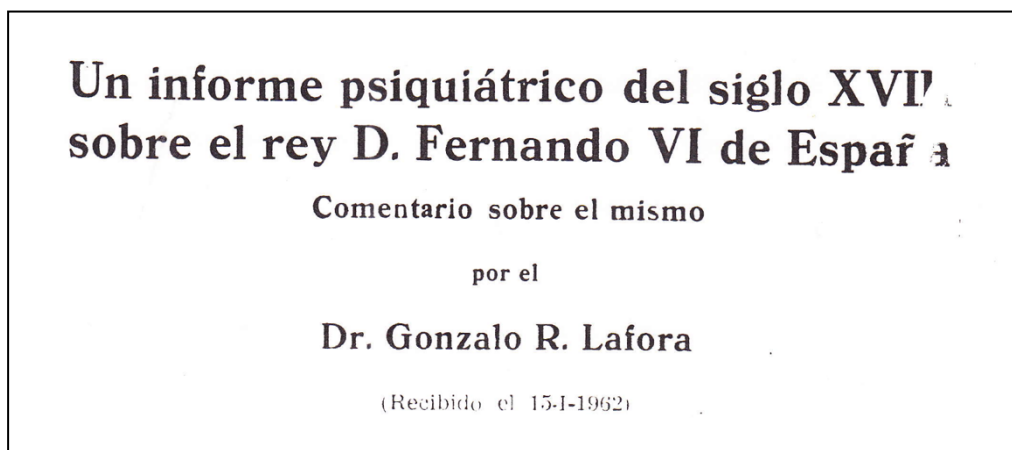 Un informe psiquiátrico del siglo
sobre el rey D. Fernando VI de España
Comentario sobre el mismo
por el
Dr. Gonzalo R. Lafora
(Recibido el 15-I-1962)